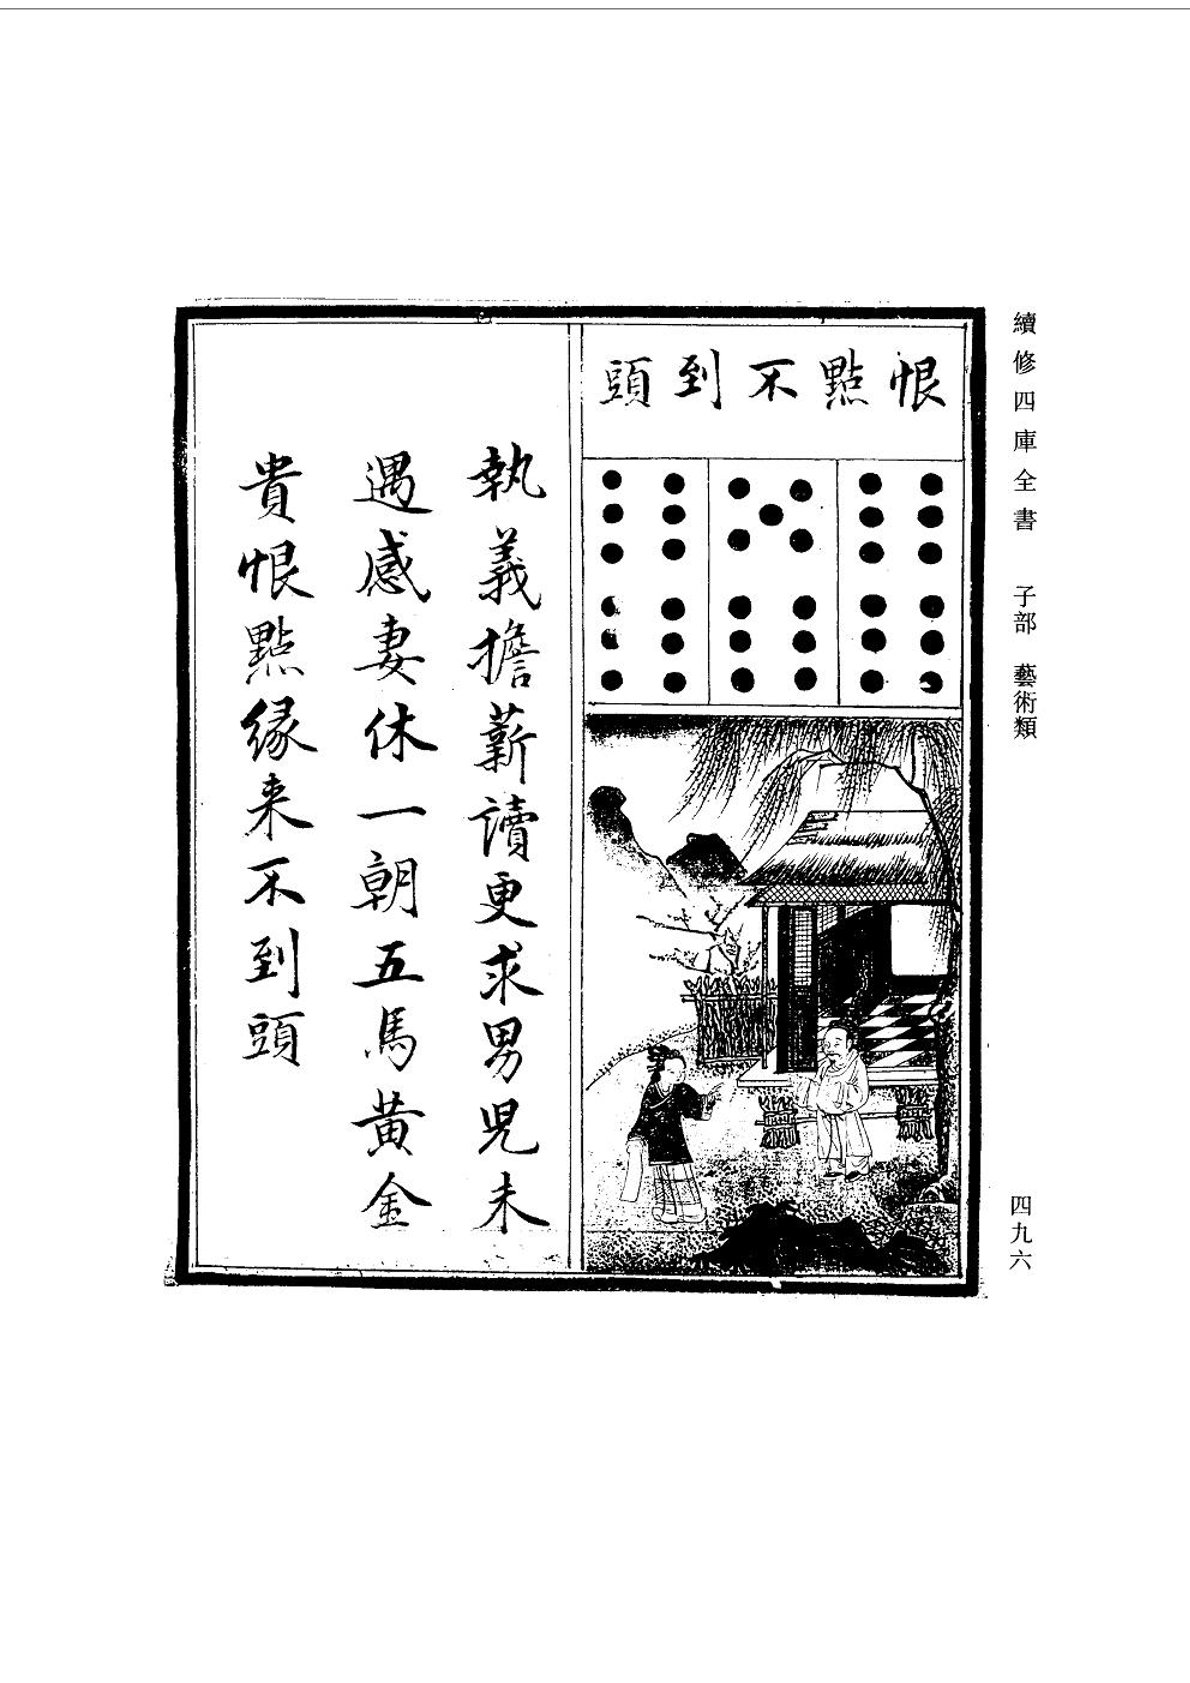 續修四庫全書 子部 藝術類
四九六
恨點不到頭
執義擔薪讀更求男兒未
遇感妻休一朝五馬黃金
貴恨點緣来不到頭